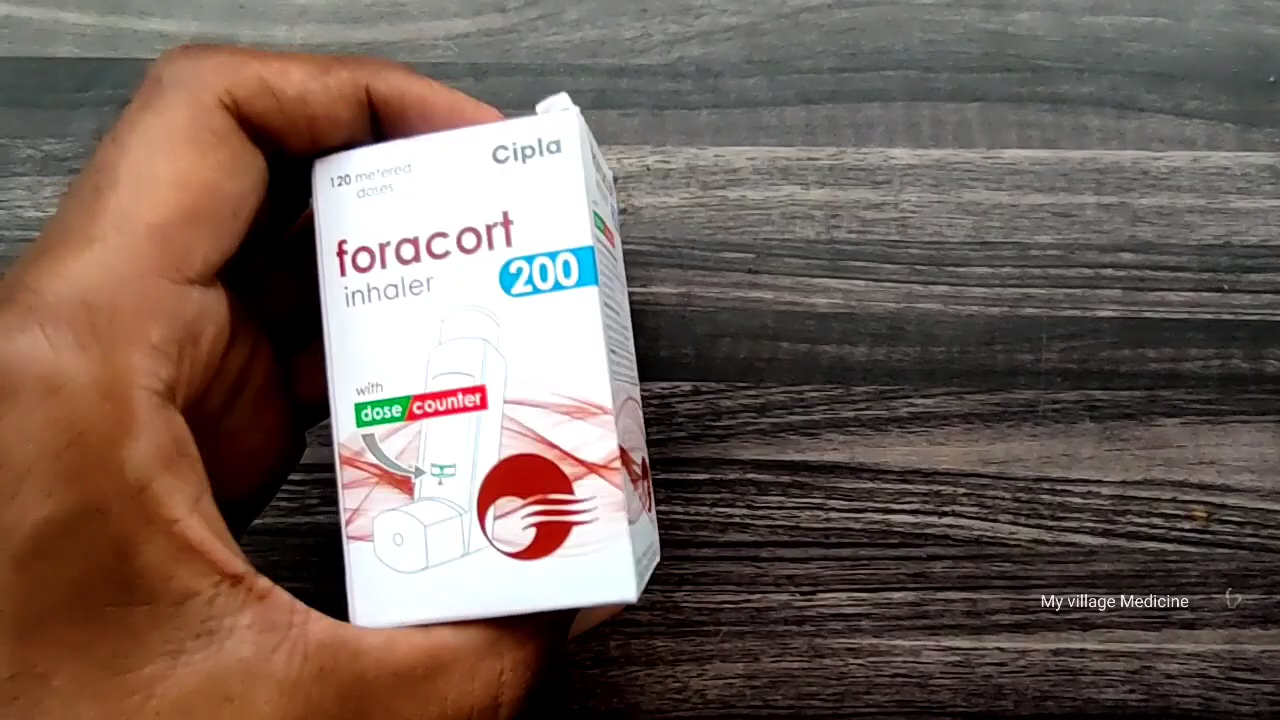 Cipla
120 metered
doses
foracort
inhaler
200
with
dose/counter
My village Medicine